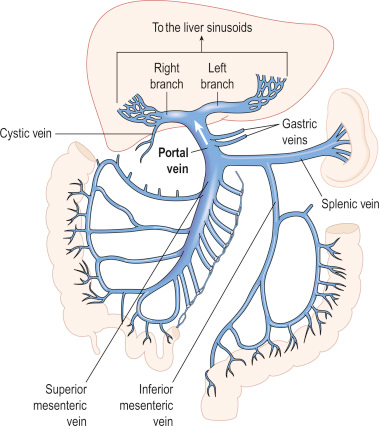 To the liver sinusoids
Right
branch
Left
branch
Cystic vein
Gastric
veins
Portal
vein
Splenic vein
Superior
mesenteric
vein
Inferior
mesenteric
vein